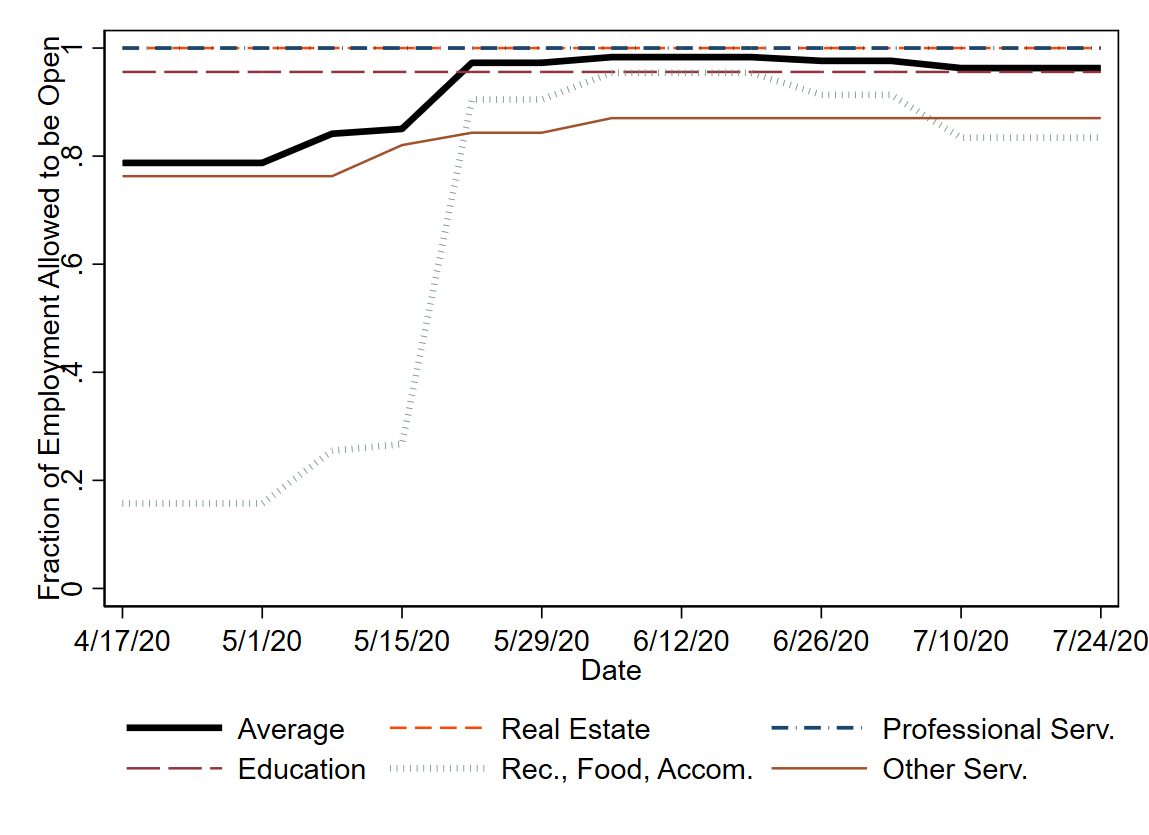 Fraction of Employment Allowed to be Open
1
.8
.6
.4
.2
0
4/17/20 5/1/20 5/15/20 5/29/20 6/12/20 6/26/20 7/10/20 7/24/20
Date
Average Real Estate Professional Serv.
Education Rec., Food, Accom. Other Serv.